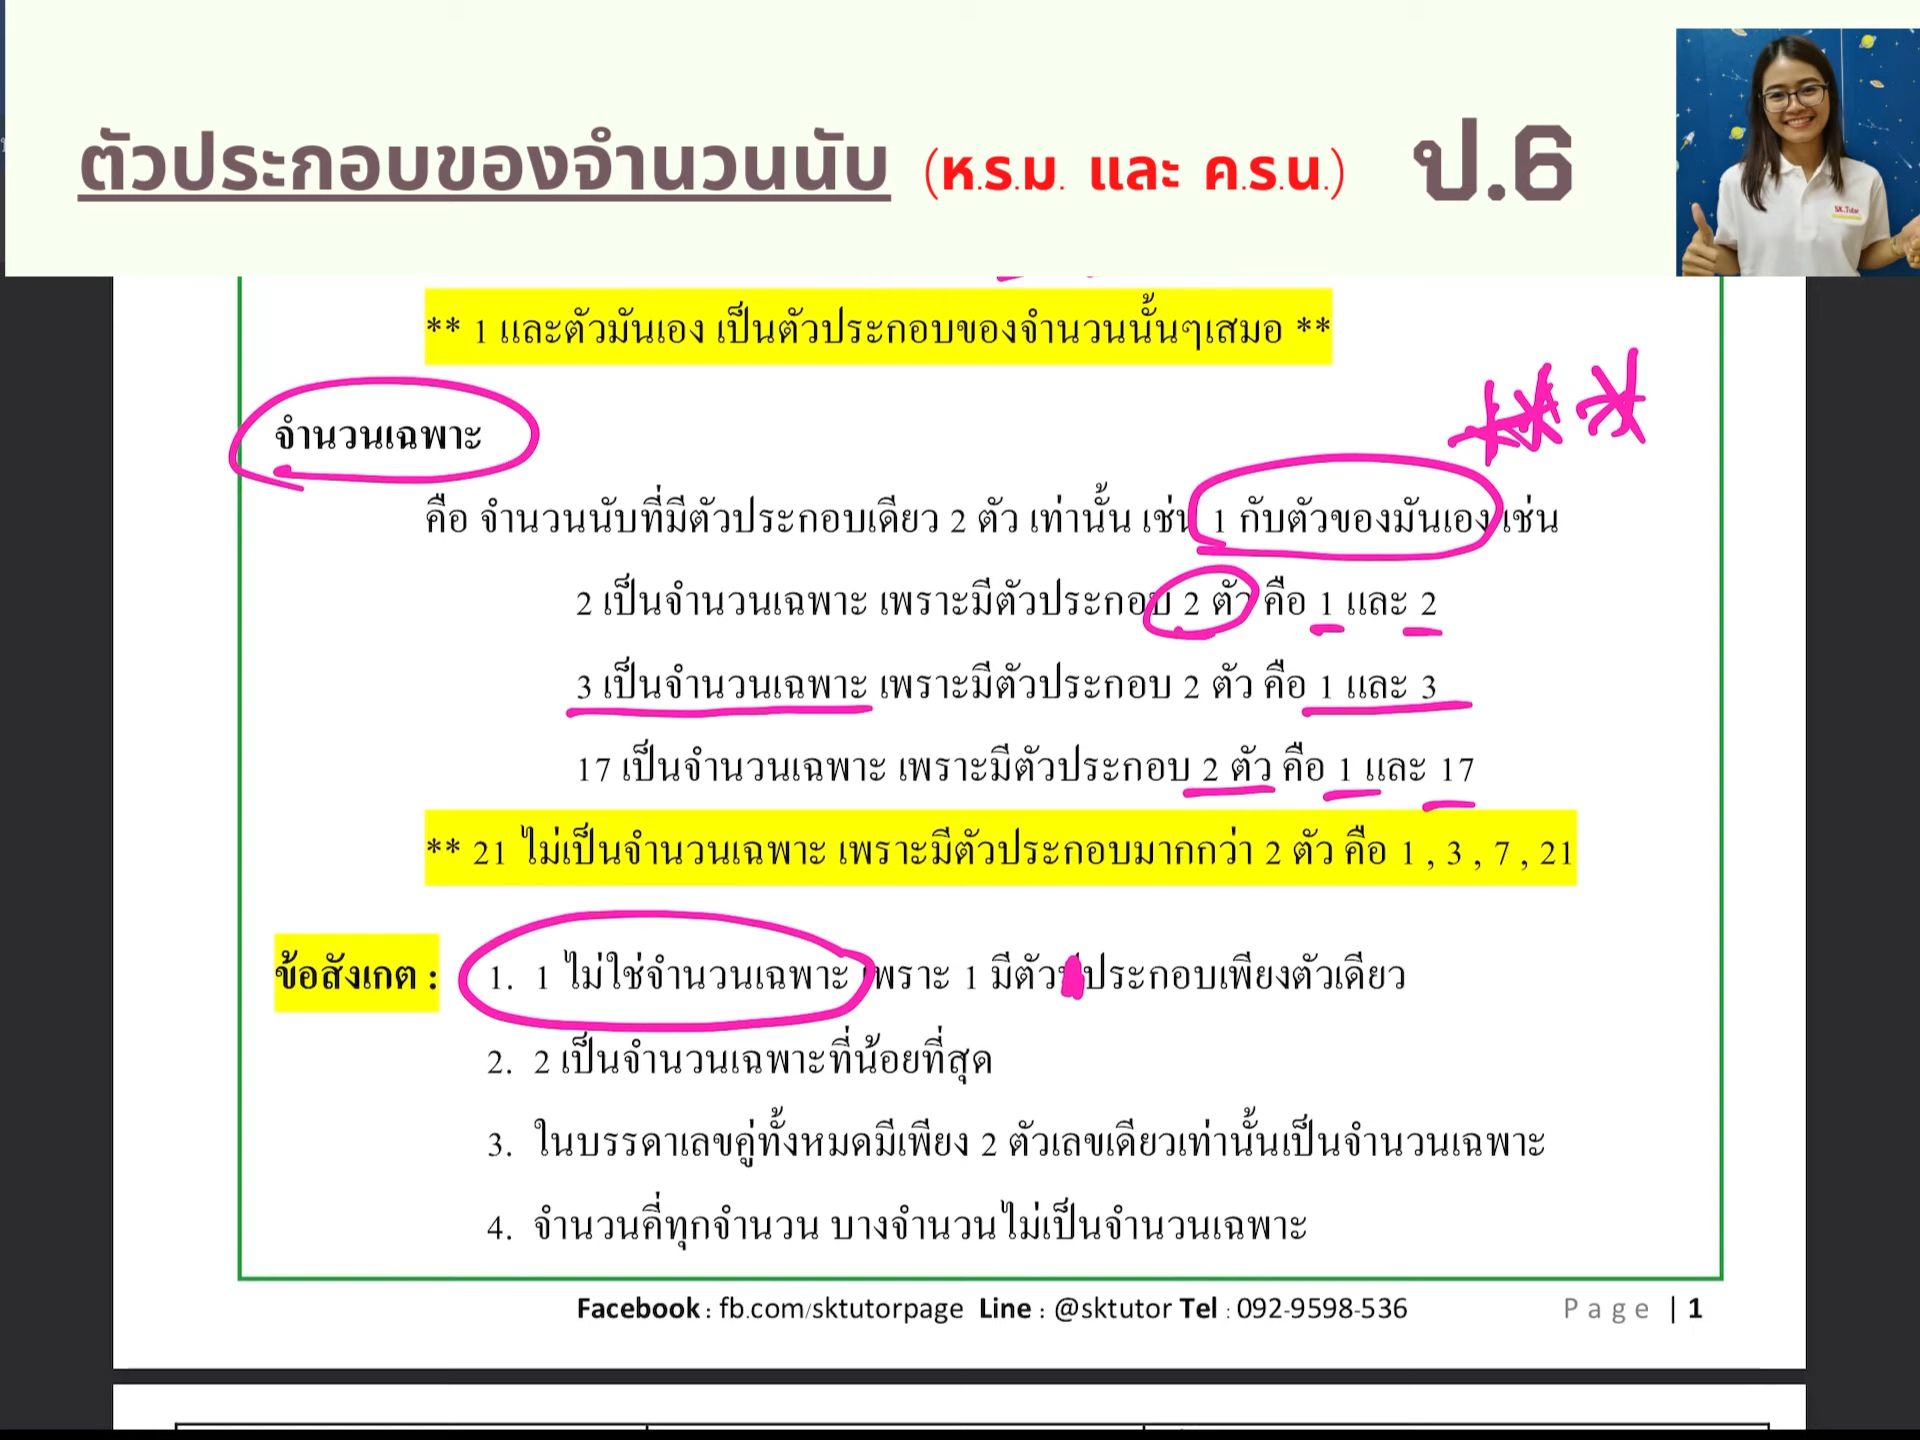 ตัวประกอบของจำนวนนับ (ห.ร.ม. และ ค.ร.น.) ป.6
SK.Tutor
** 1 และตัวมันเอง เป็นตัวประกอบของจำนวนนั้นๆเสมอ **
จำนวนเฉพาะ
คือ จำนวนนับที่มีตัวประกอบเดียว 2 ตัว เท่านั้น เช่น 1 กับตัวของมันเอง เช่น
2 เป็นจำนวนเฉพาะ เพราะมีตัวประกอบ 2 ตัว คือ 1 และ 2
3 เป็นจำนวนเฉพาะ เพราะมีตัวประกอบ 2 ตัว คือ 1 และ 3
17 เป็นจำนวนเฉพาะ เพราะมีตัวประกอบ 2 ตัว คือ 1 และ 17
** 21 ไม่เป็นจำนวนเฉพาะ เพราะมีตัวประกอบมากกว่า 2 ตัว คือ 1 , 3 , 7 , 21
ข้อสังเกต : 1. 1 ไม่ใช่จำนวนเฉพาะ เพราะ 1 มีตัวประกอบเพียงตัวเดียว
2. 2 เป็นจำนวนเฉพาะที่น้อยที่สุด
3. ในบรรดาเลขคู่ทั้งหมดมีเพียง 2 ตัวเลขเดียวเท่านั้นเป็นจำนวนเฉพาะ
4. จำนวนคี่ทุกจำนวน บางจำนวนไม่เป็นจำนวนเฉพาะ
Facebook : fb.com/sktutorpage Line : @sktutor Tel : 092-9598-536 Page | 1